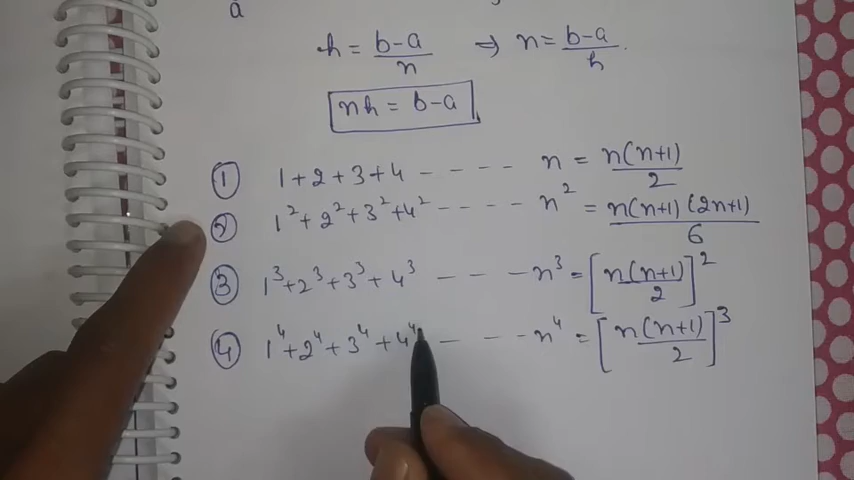 a
h = b-a/n ⇒ n = b-a/h.
nh = b-a
① 1+2+3+4 - - - - n = n(n+1)/2
② 1²+2²+3²+4² - - - - n² = n(n+1)(2n+1)/6
③ 1³+2³+3³+4³ - - - n³ = [n(n+1)/2]²
④ 1⁴+2⁴+3⁴+4⁴ - - - n⁴ = [n(n+1)/2]³